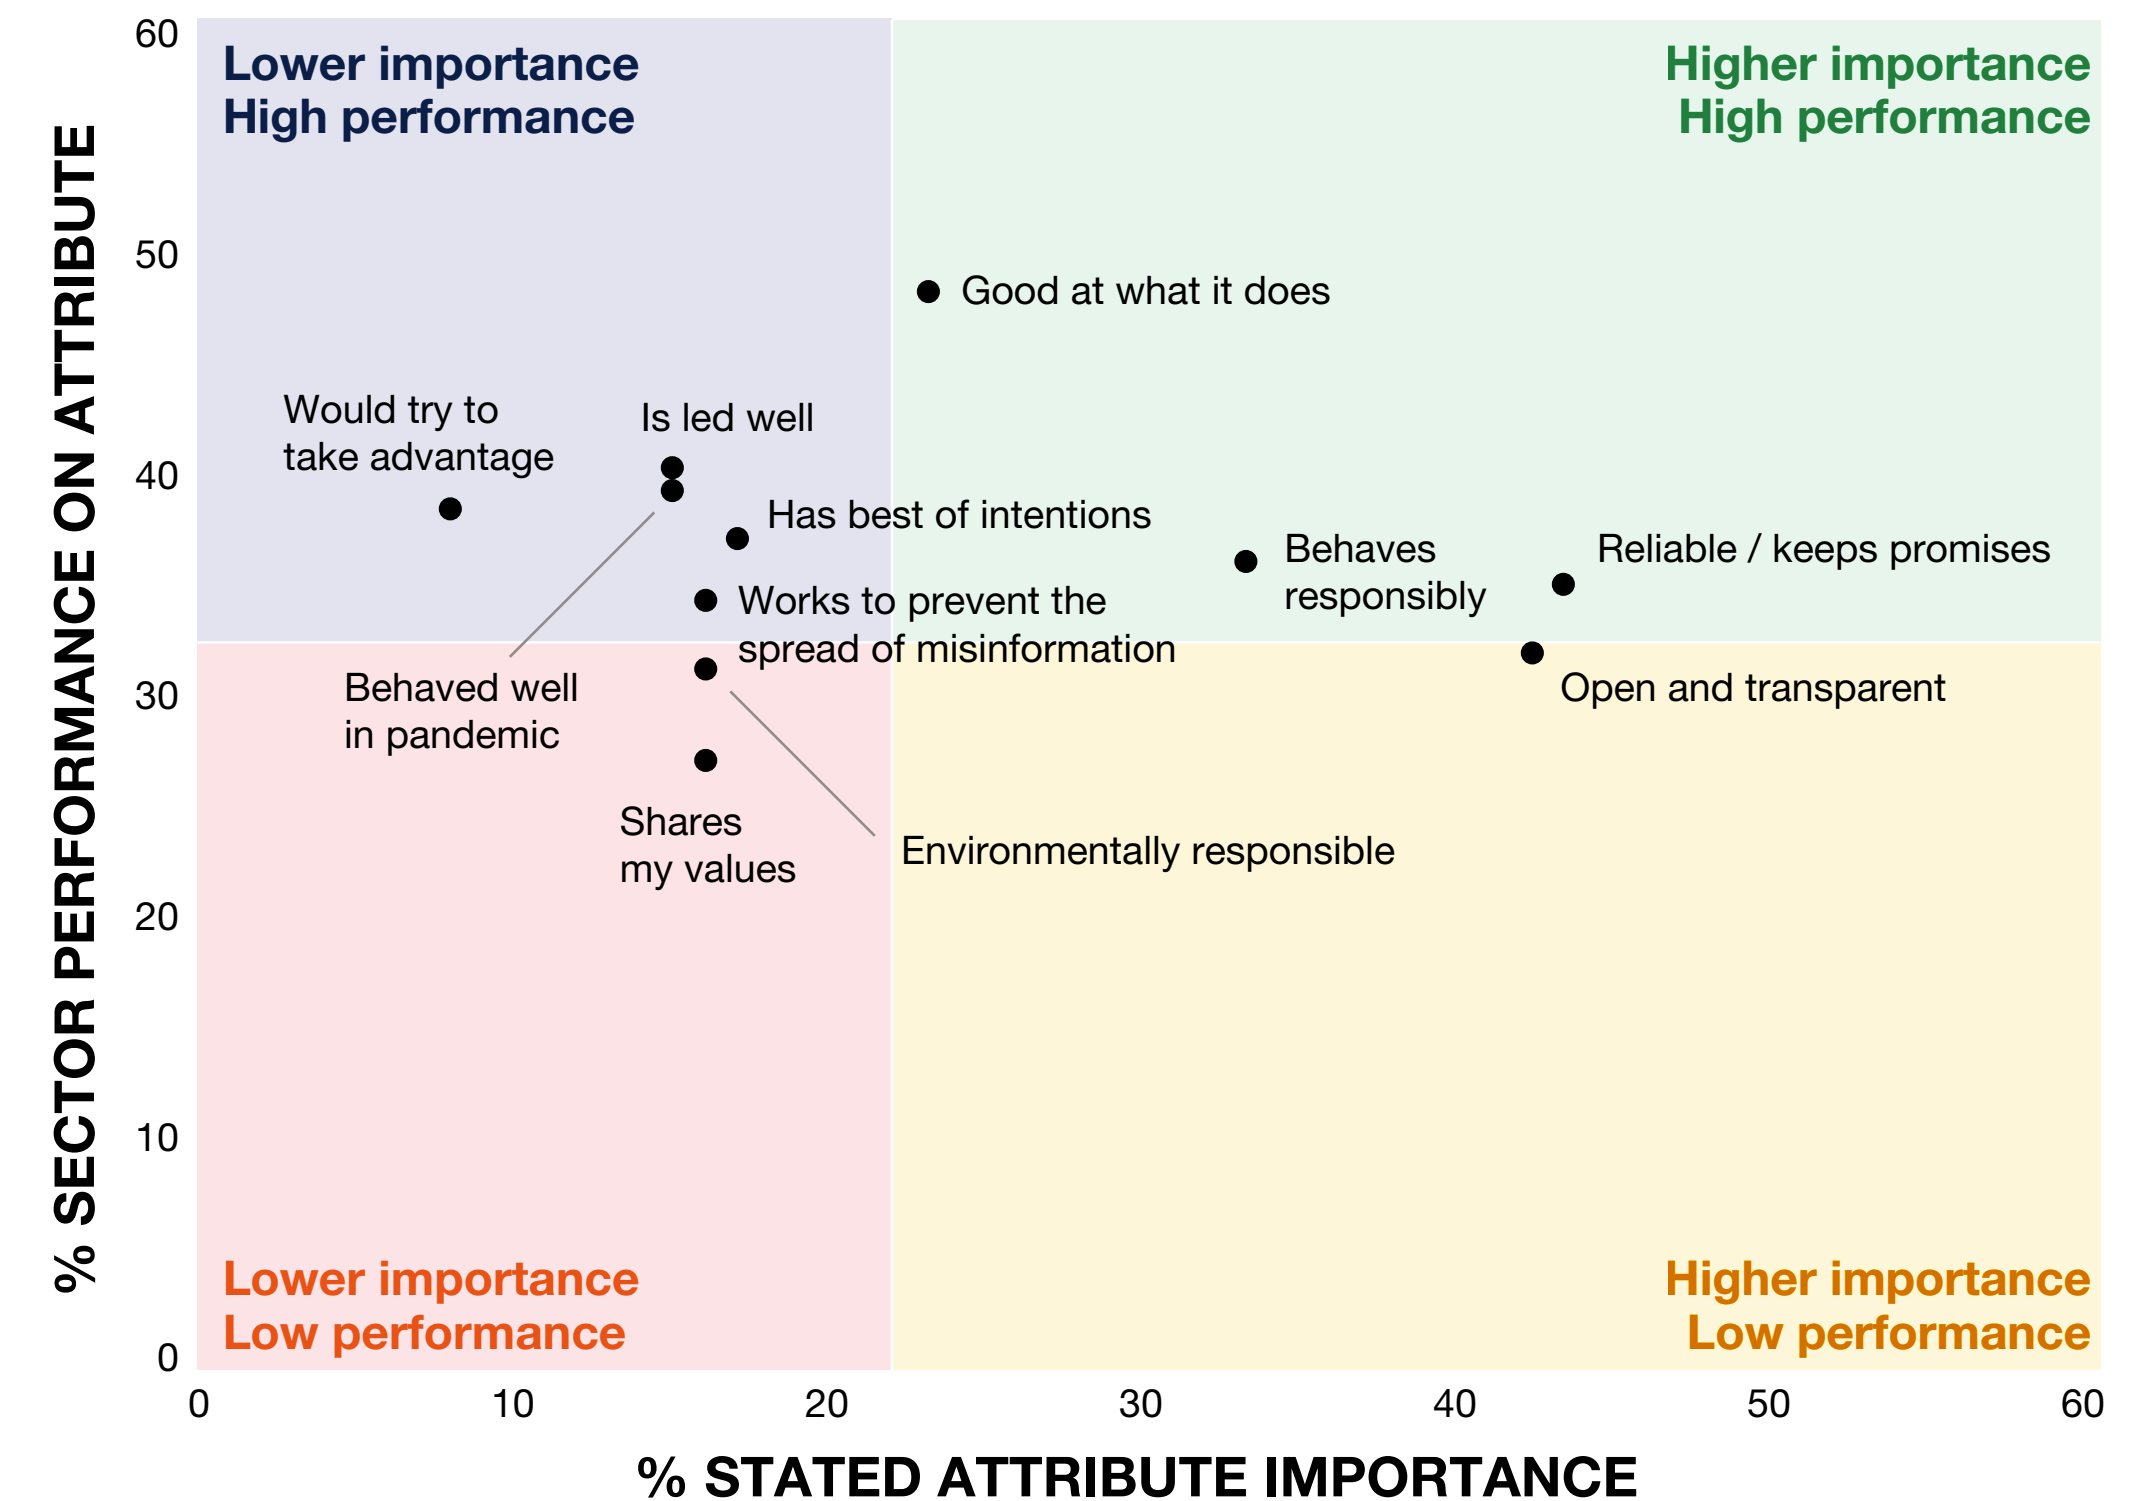 % SECTOR PERFORMANCE ON ATTRIBUTE
60
50
40
30
20
10
0
Lower importance
High performance
Higher importance
High performance
Good at what it does
Would try to
take advantage
Is led well
Has best of intentions
Behaves
responsibly
Reliable / keeps promises
Works to prevent the
spread of misinformation
Behaved well
in pandemic
Open and transparent
Shares
my values
Environmentally responsible
Lower importance
Low performance
Higher importance
Low performance
0 10 20 30 40 50 60
% STATED ATTRIBUTE IMPORTANCE